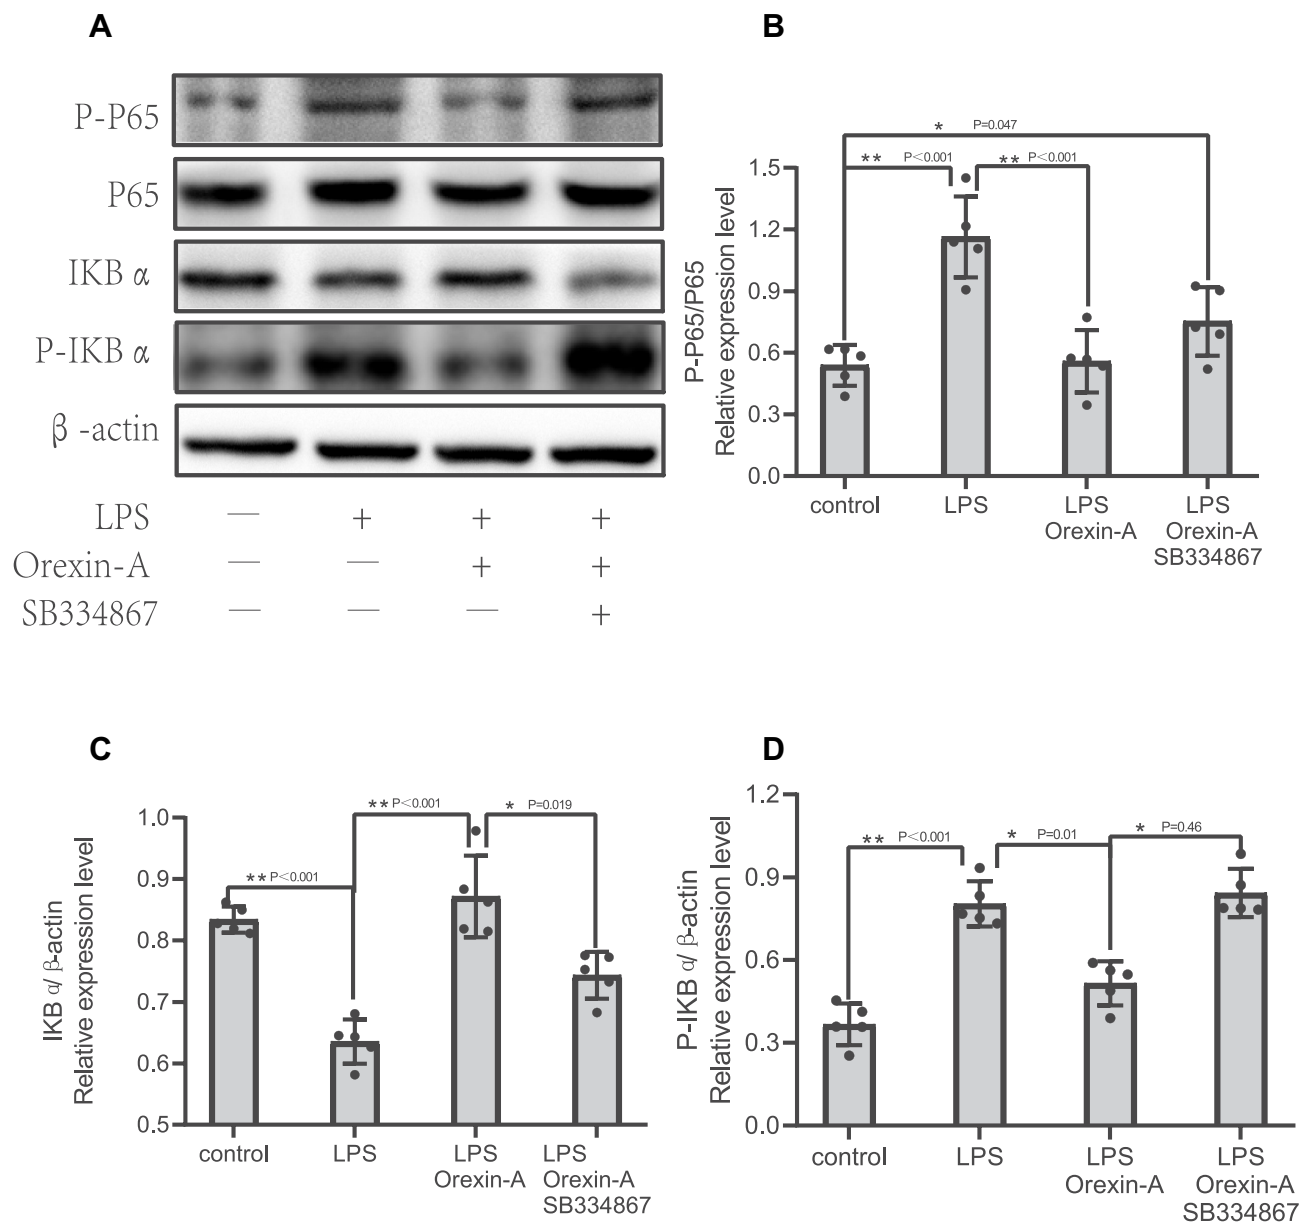 A
P-P65
P65
IKB α
P-IKB α
β -actin
LPS — + + +
Orexin-A — — + +
SB334867 — — — +
B
* P=0.047
** P<0.001 ** P<0.001
P-P65/P65
Relative expression level
1.5
1.2
0.9
0.6
0.3
0.0
control LPS LPS LPS
Orexin-A Orexin-A
SB334867
C
** P<0.001 * P=0.019
** P<0.001
IKB α/ β-actin
Relative expression level
1.0
0.9
0.8
0.7
0.6
0.5
control LPS LPS LPS
Orexin-A Orexin-A
SB334867
D
** P<0.001 * P=0.01 * P=0.46
P-IKB α/ β-actin
Relative expression level
1.2
0.9
0.6
0.3
0.0
control LPS LPS LPS
Orexin-A Orexin-A
SB334867